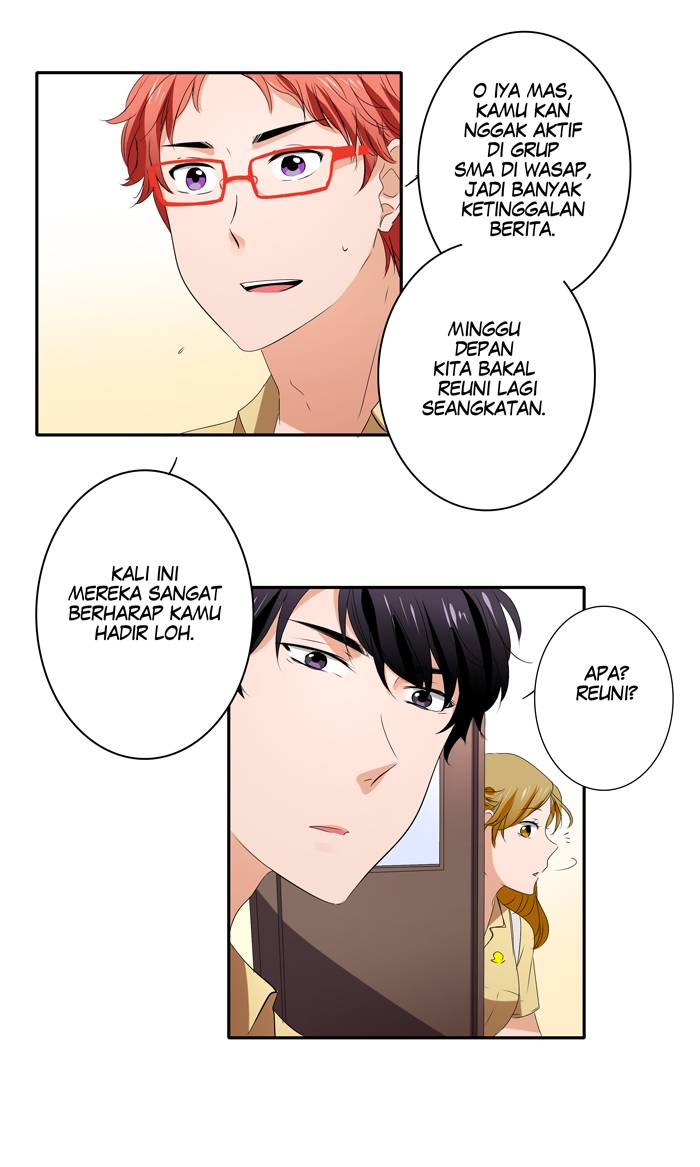 O IYA MAS,
KAMU KAN
NGGAK AKTIF
DI GRUP
SMA DI WASAP,
JADI BANYAK
KETINGGALAN
BERITA.
MINGGU
DEPAN
KITA BAKAL
REUNI LAGI
SEANGKATAN.
KALI INI
MEREKA SANGAT
BERHARAP KAMU
HADIR LOH.
APA?
REUNI?